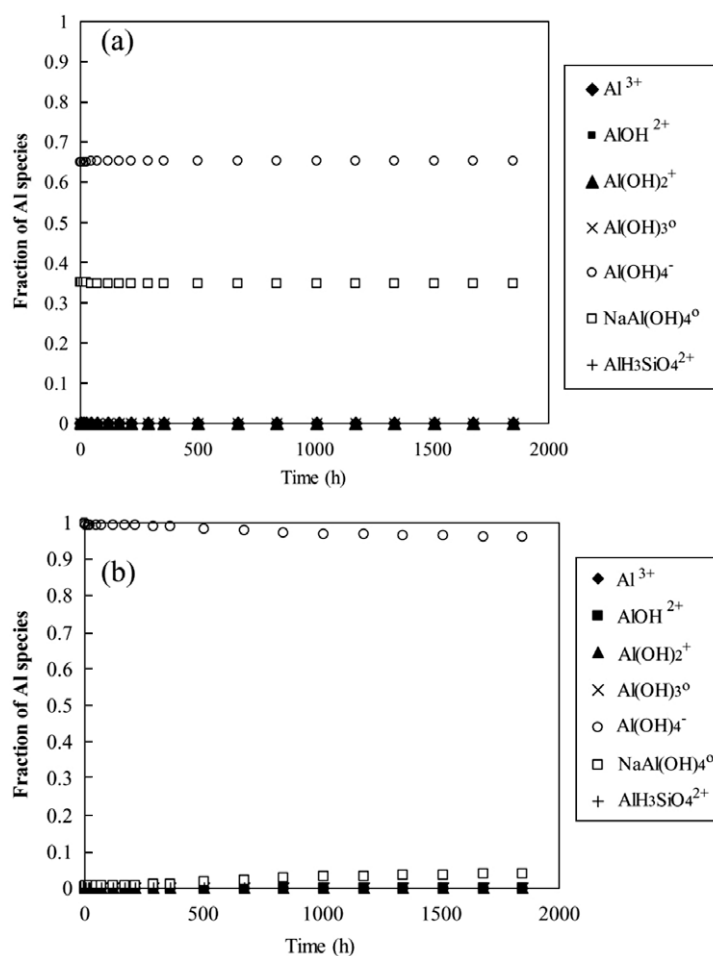 (a)
Fraction of Al species
1
0.9
0.8
0.7
0.6
0.5
0.4
0.3
0.2
0.1
0
0 500 1000 1500 2000
Time (h)
Al 3+
AlOH 2+
Al(OH)2+
Al(OH)3o
Al(OH)4-
NaAl(OH)4o
AlH3SiO4 2+
(b)
Fraction of Al species
1
0.9
0.8
0.7
0.6
0.5
0.4
0.3
0.2
0.1
0
0 500 1000 1500 2000
Time (h)
Al 3+
AlOH 2+
Al(OH)2+
Al(OH)3o
Al(OH)4-
NaAl(OH)4o
AlH3SiO4 2+